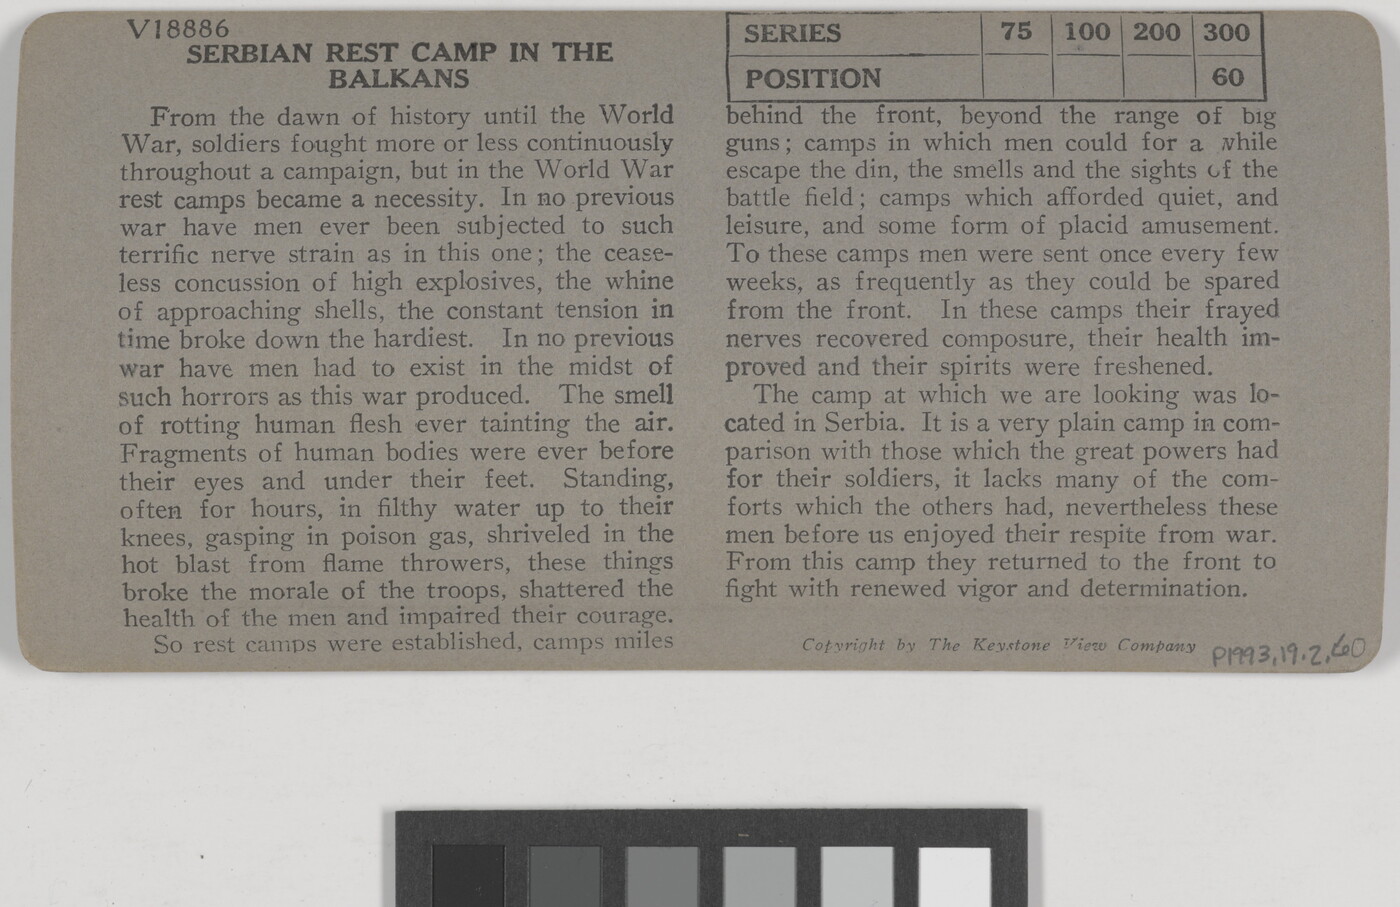 V18886
SERBIAN REST CAMP IN THE
BALKANS
From the dawn of history until the World
War, soldiers fought more or less continuously
throughout a campaign, but in the World War
rest camps became a necessity. In no previous
war have men ever been subjected to such
terrific nerve strain as in this one; the cease-
less concussion of high explosives, the whine
of approaching shells, the constant tension in
time broke down the hardiest. In no previous
war have men had to exist in the midst of
such horrors as this war produced. The smell
of rotting human flesh ever tainting the air.
Fragments of human bodies were ever before
their eyes and under their feet. Standing,
often for hours, in filthy water up to their
knees, gasping in poison gas, shriveled in the
hot blast from flame throwers, these things
broke the morale of the troops, shattered the
health of the men and impaired their courage.
So rest camps were established, camps miles
SERIES 75 100 200 300
POSITION 60
behind the front, beyond the range of big
guns; camps in which men could for a while
escape the din, the smells and the sights of the
battle field; camps which afforded quiet, and
leisure, and some form of placid amusement.
To these camps men were sent once every few
weeks, as frequently as they could be spared
from the front. In these camps their frayed
nerves recovered composure, their health im-
proved and their spirits were freshened.
The camp at which we are looking was lo-
cated in Serbia. It is a very plain camp in com-
parison with those which the great powers had
for their soldiers, it lacks many of the com-
forts which the others had, nevertheless these
men before us enjoyed their respite from war.
From this camp they returned to the front to
fight with renewed vigor and determination.
Copyright by The Keystone View Company
P1993.19.2.60